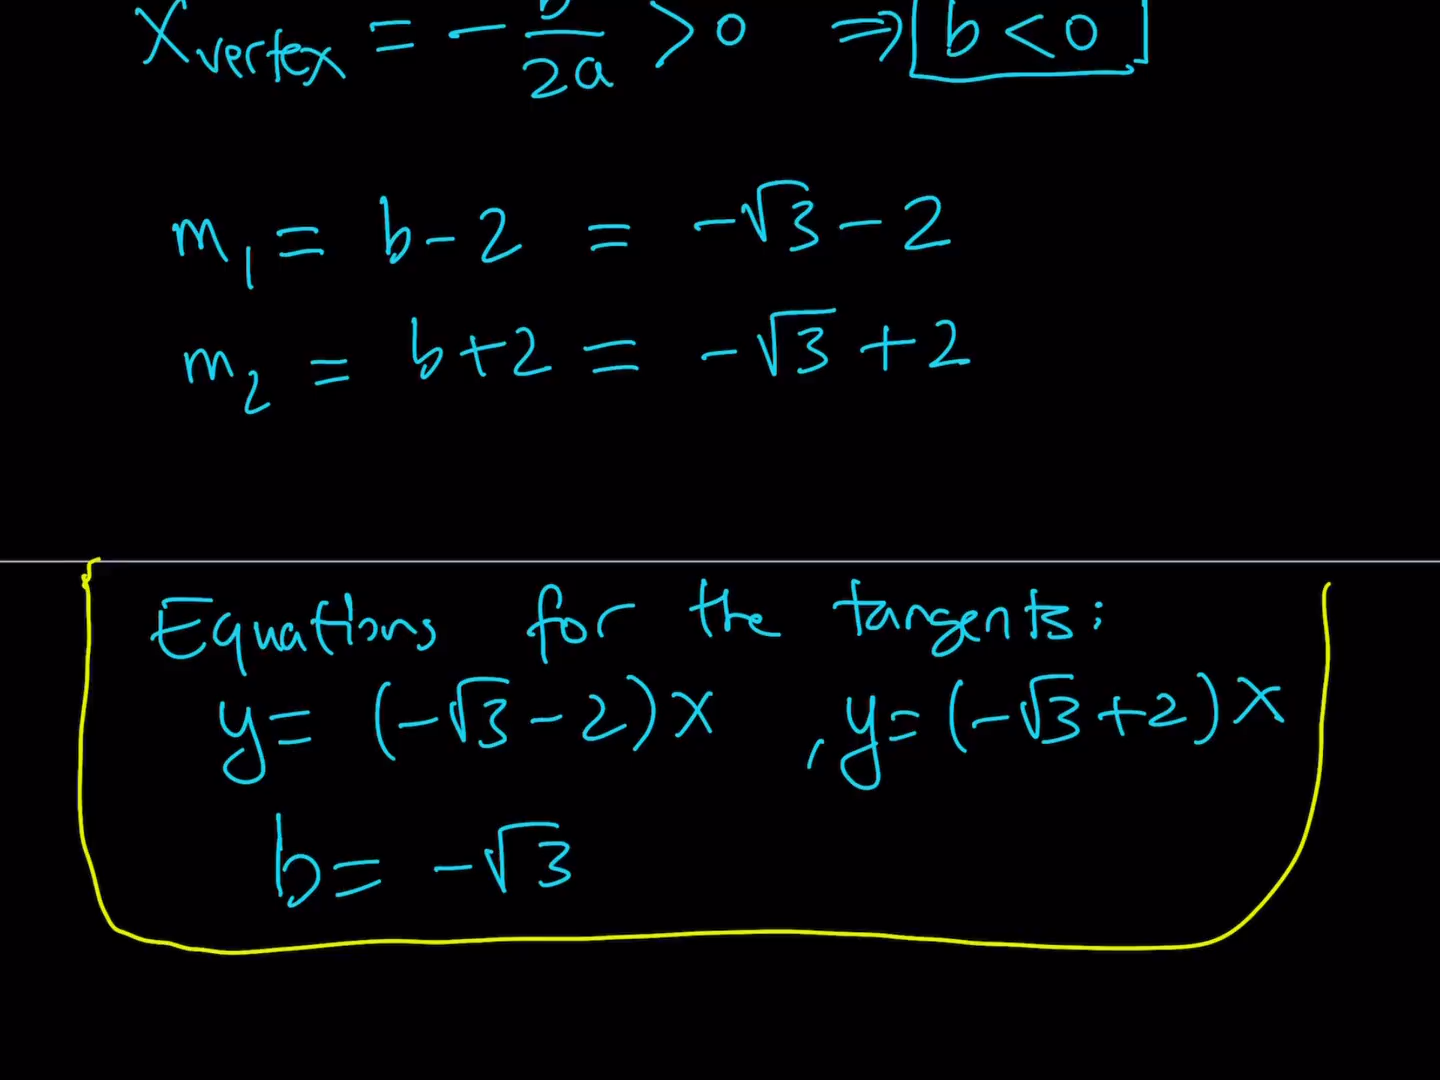 X vertex = - b/2a > 0 ⇒ b < 0
m₁ = b - 2 = -√3 - 2
m₂ = b + 2 = -√3 + 2
Equations for the tangents:
y = (-√3 - 2)x , y = (-√3 + 2)x
b = -√3